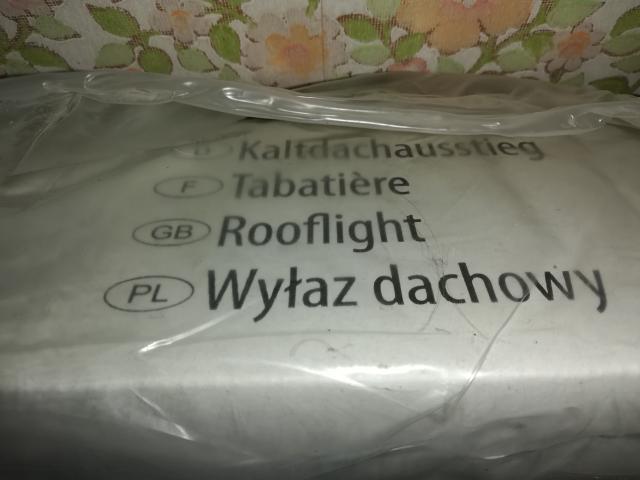 D Kaltdachausstieg
F Tabatière
GB Rooflight
PL Wyłaz dachowy